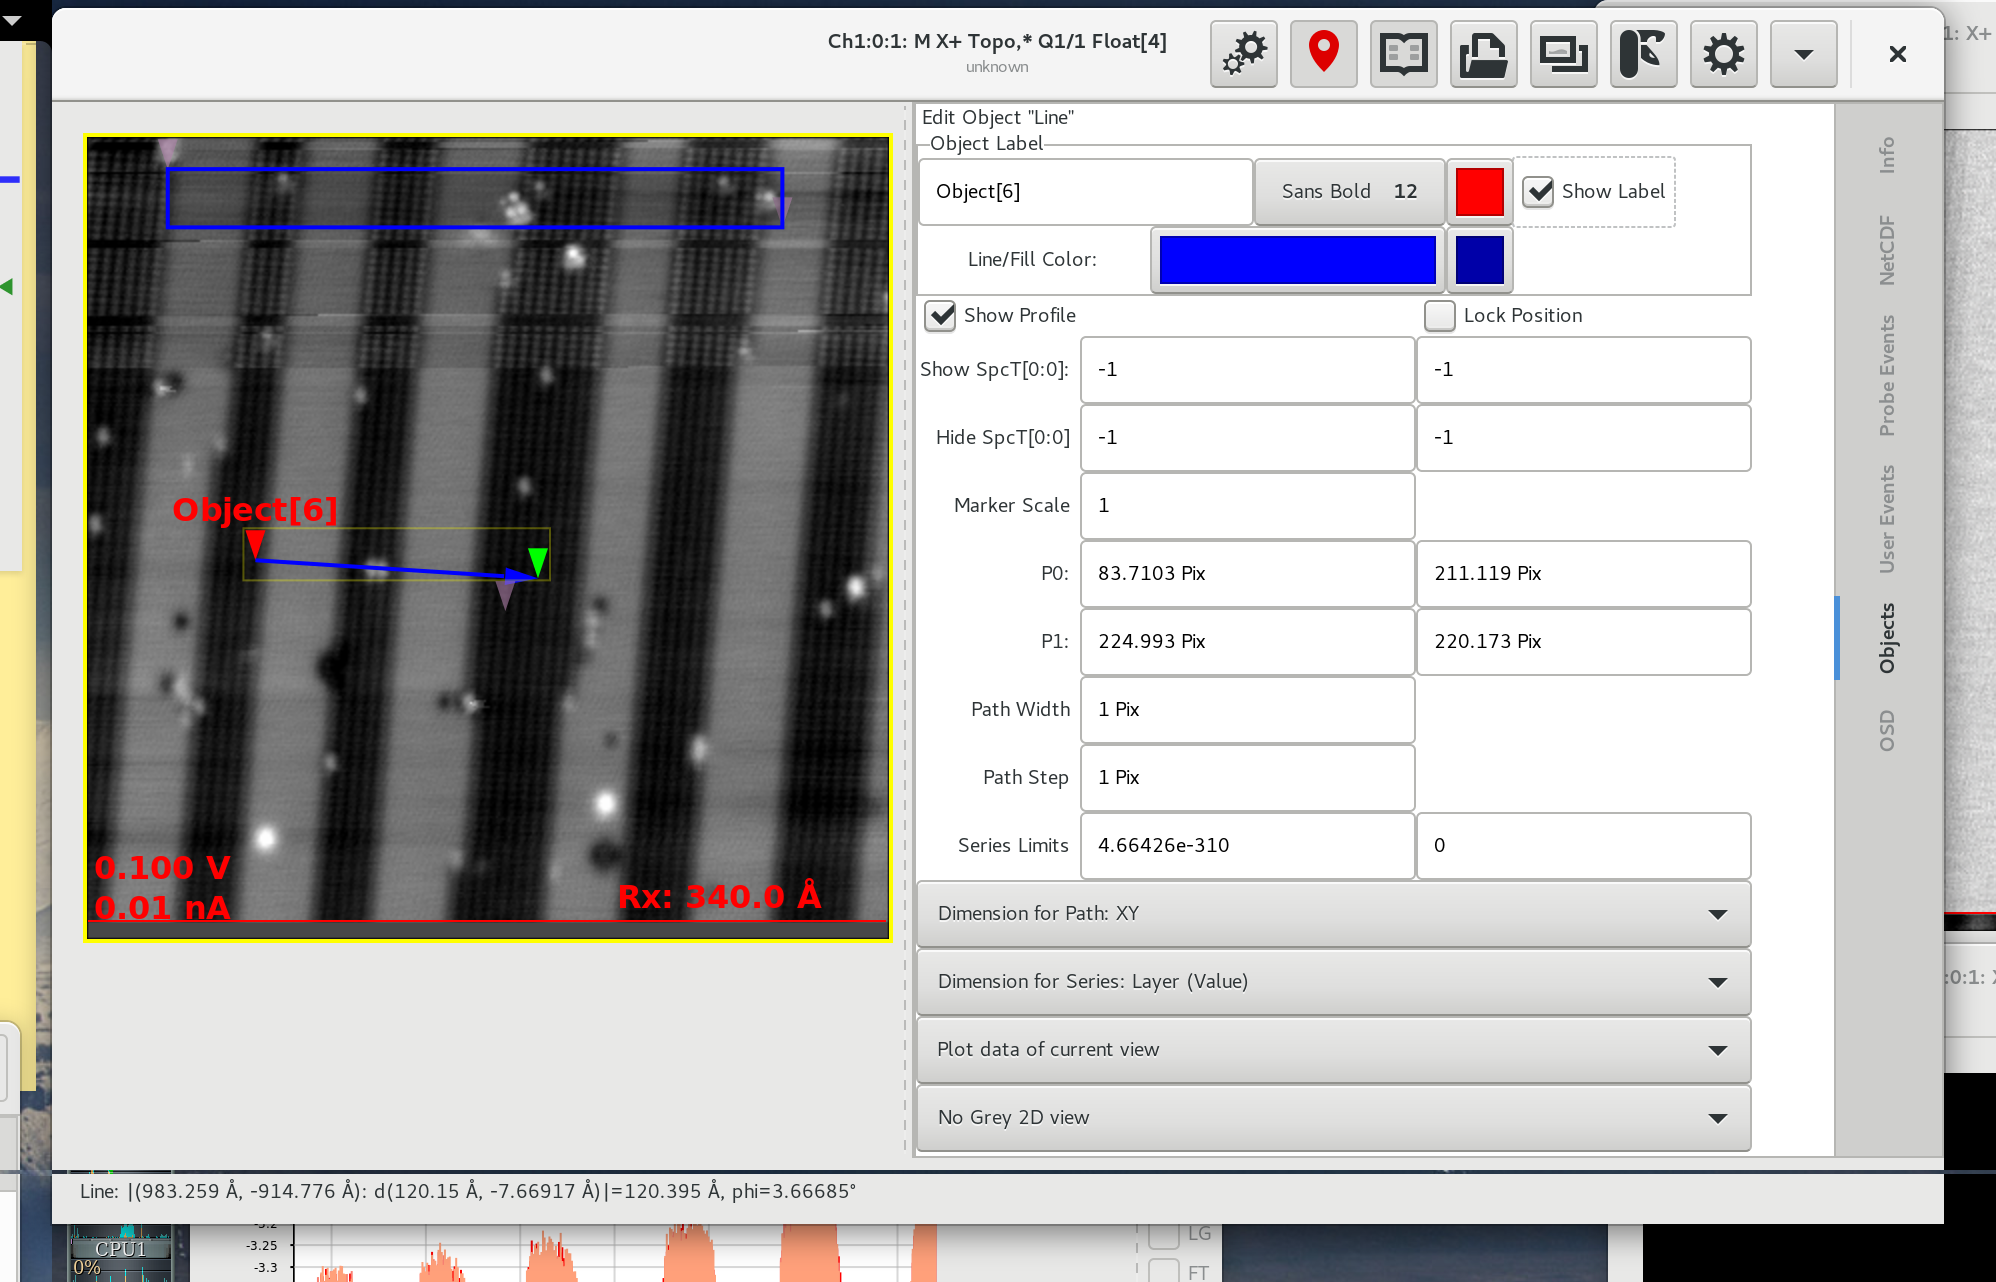 Ch1:0:1: M X+ Topo,* Q1/1 Float[4]
unknown
1: X+
Edit Object "Line"
Object Label
Object[6]
Sans Bold 12
Show Label
Line/Fill Color:
Show Profile
Lock Position
Show SpcT[0:0]:
-1
-1
Hide SpcT[0:0]
-1
-1
Marker Scale
1
P0:
83.7103 Pix
211.119 Pix
P1:
224.993 Pix
220.173 Pix
Path Width
1 Pix
Path Step
1 Pix
Series Limits
4.66426e-310
0
Dimension for Path: XY
Dimension for Series: Layer (Value)
Plot data of current view
No Grey 2D view
Info
NetCDF
Probe Events
User Events
Objects
OSD
Object[6]
0.100 V
0.01 nA
Rx: 340.0 Å
:0:1: X
Line: |(983.259 Å, -914.776 Å): d(120.15 Å, -7.66917 Å)|=120.395 Å, phi=3.66685°
CPU1
0%
-3.2
-3.25
-3.3
LG
FT